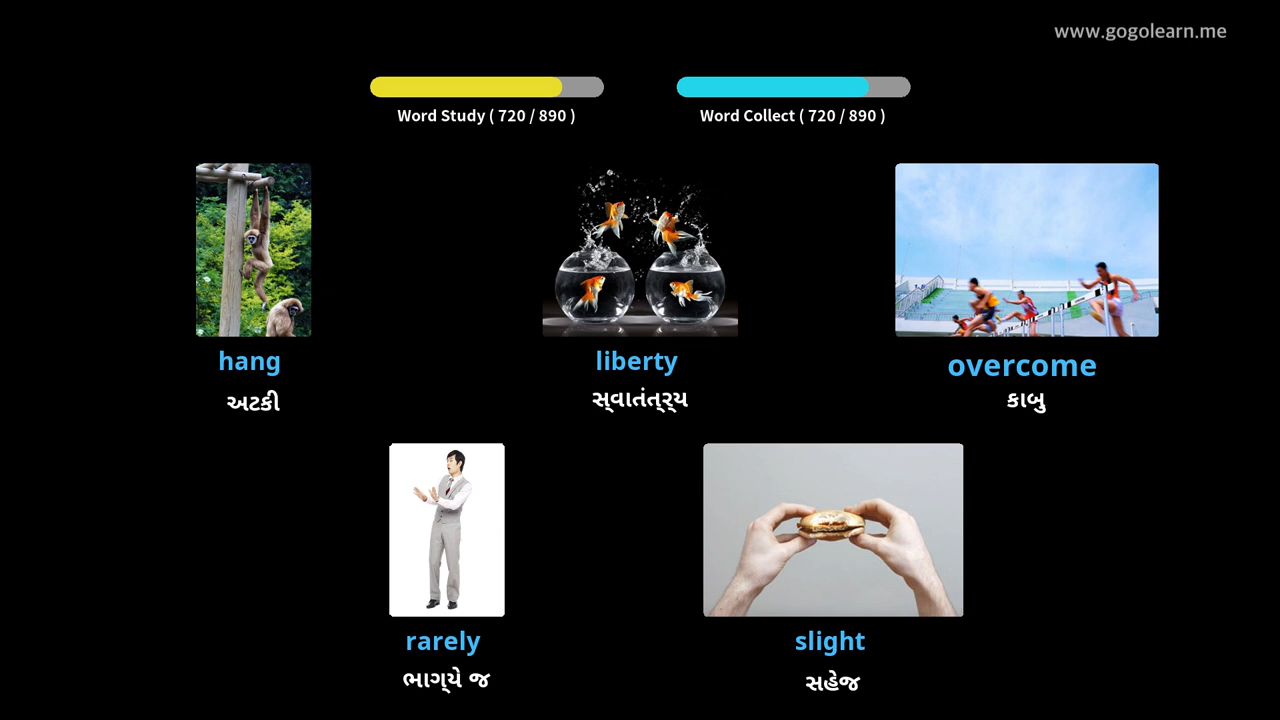 www.gogolearn.me
Word Study ( 720 / 890 )
Word Collect ( 720 / 890 )
hang
liberty
overcome
અટકી
સ્વાતંત્ર્ય
કાબુ
rarely
slight
ભાગ્યે જ
સહેજ